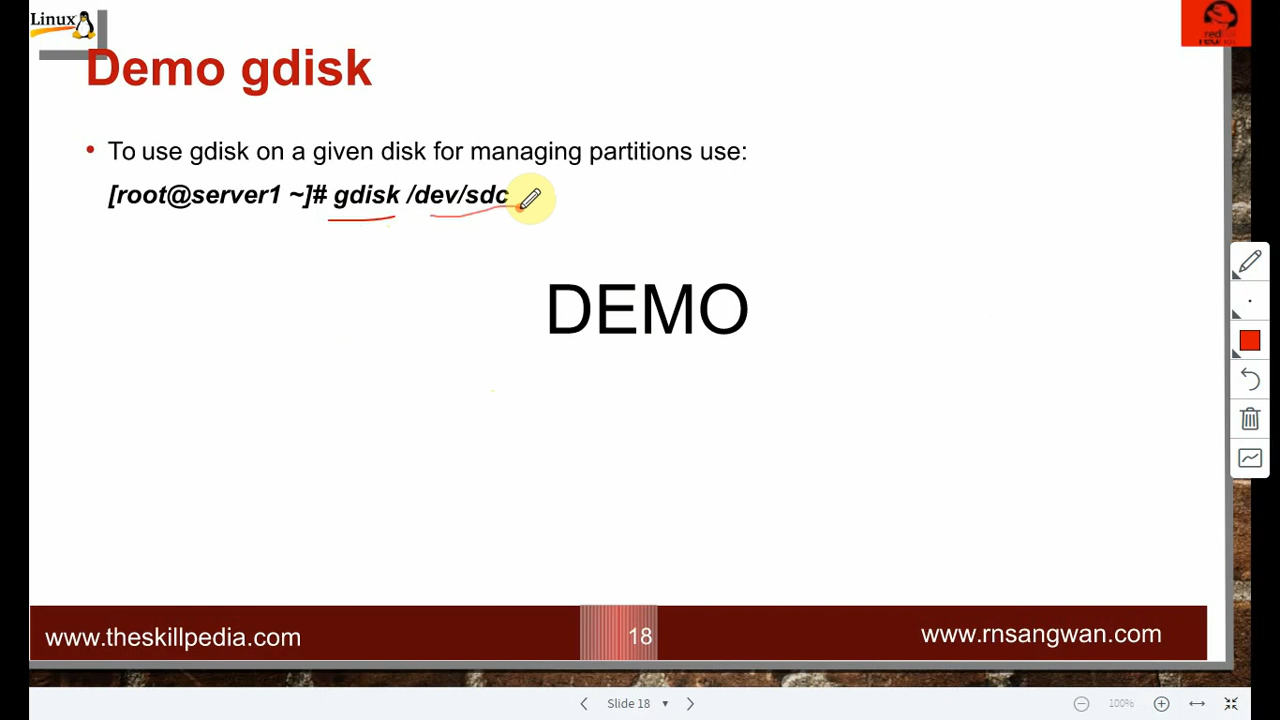 Linux
Demo gdisk
• To use gdisk on a given disk for managing partitions use:
[root@server1 ~]# gdisk /dev/sdc
DEMO
www.theskillpedia.com
18
www.rnsangwan.com
Slide 18
100%